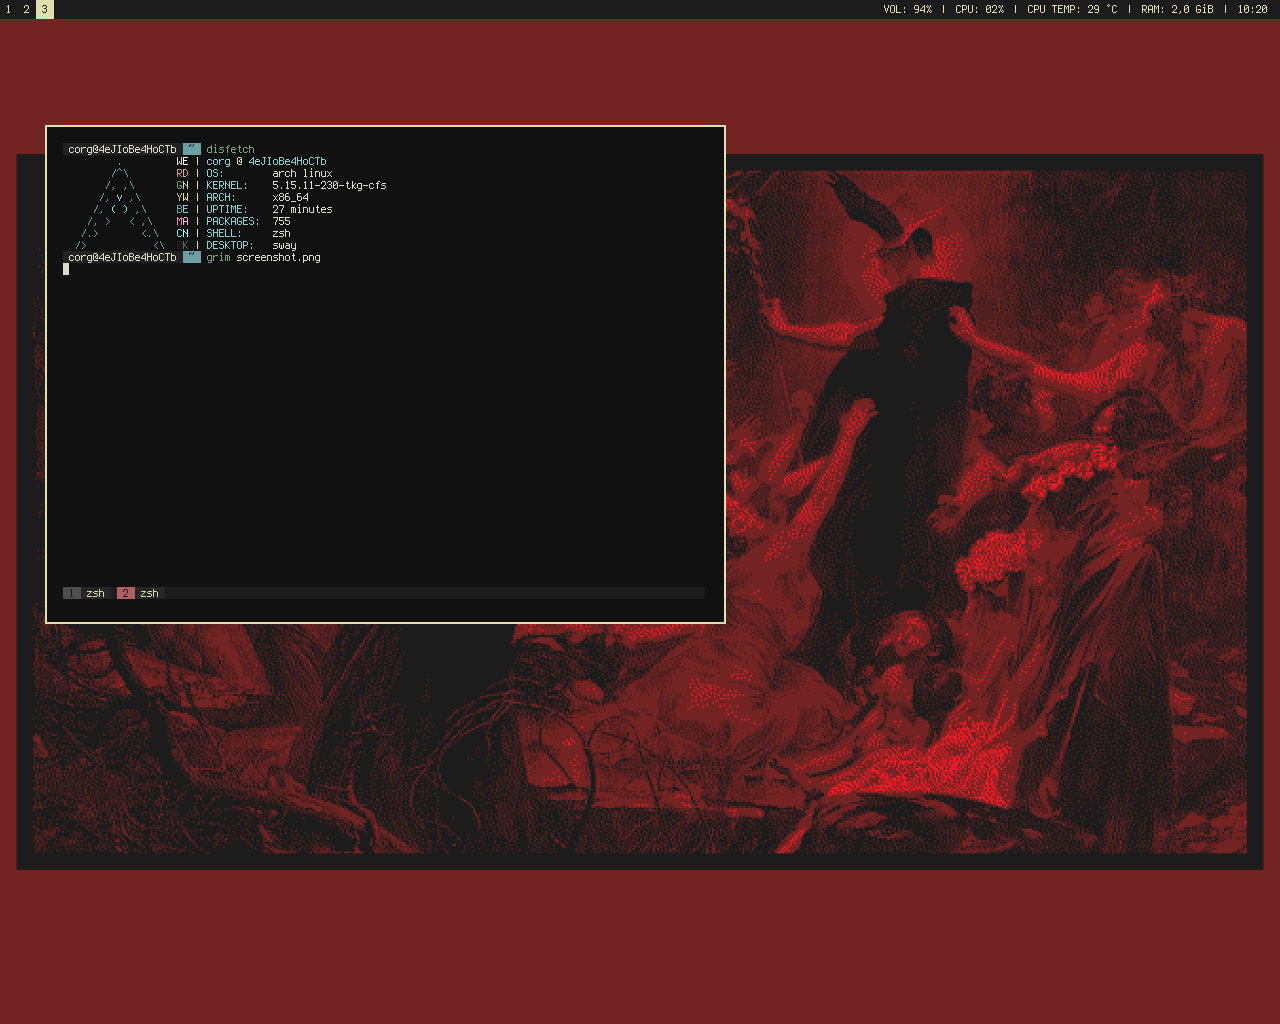 1 2 3 VOL: 94% | CPU: 02% | CPU TEMP: 29 °C | RAM: 2,0 GiB | 10:20
corg@4eJIoBe4HoCTb ~ disfetch
WE | corg @ 4eJIoBe4HoCTb
RD | OS: arch linux
GN | KERNEL: 5.15.11-230-tkg-cfs
YW | ARCH: x86_64
BE | UPTIME: 27 minutes
MA | PACKAGES: 755
CN | SHELL: zsh
BK | DESKTOP: sway
corg@4eJIoBe4HoCTb ~ grim screenshot.png
1 zsh 2 zsh